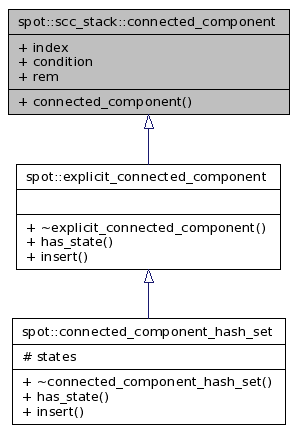 spot::scc_stack::connected_component
+ index
+ condition
+ rem
+ connected_component()
spot::explicit_connected_component
+ ~explicit_connected_component()
+ has_state()
+ insert()
spot::connected_component_hash_set
# states
+ ~connected_component_hash_set()
+ has_state()
+ insert()